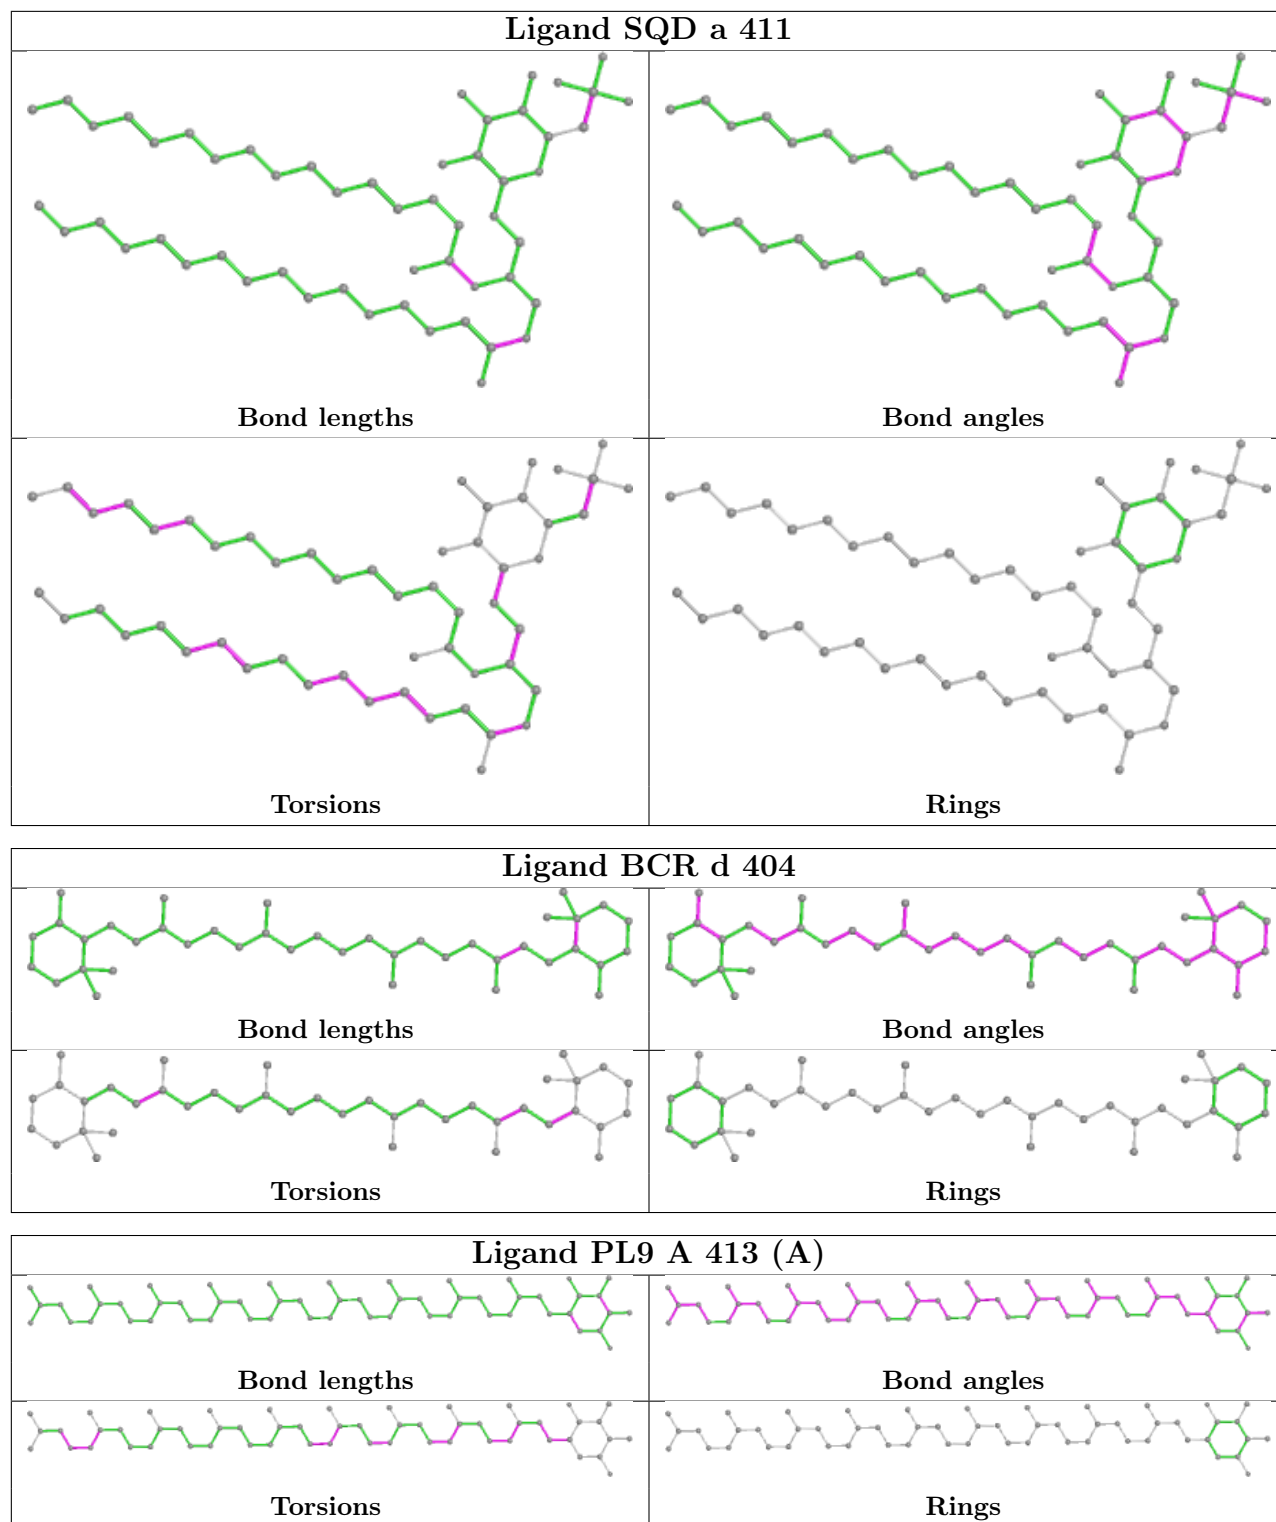 Ligand SQD a 411
Bond lengths
Bond angles
Torsions
Rings
Ligand BCR d 404
Bond lengths
Bond angles
Torsions
Rings
Ligand PL9 A 413 (A)
Bond lengths
Bond angles
Torsions
Rings